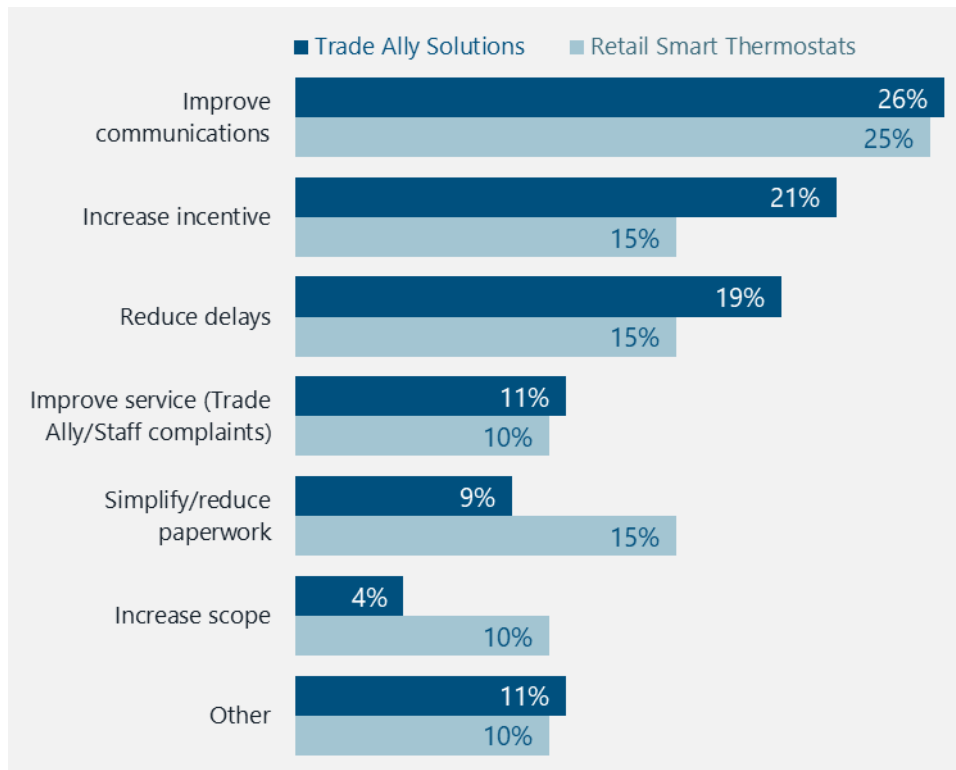 Trade Ally Solutions
Retail Smart Thermostats
Improve
communications
26%
25%
Increase incentive
21%
15%
Reduce delays
19%
15%
Improve service (Trade
Ally/Staff complaints)
11%
10%
Simplify/reduce
paperwork
9%
15%
Increase scope
4%
10%
Other
11%
10%